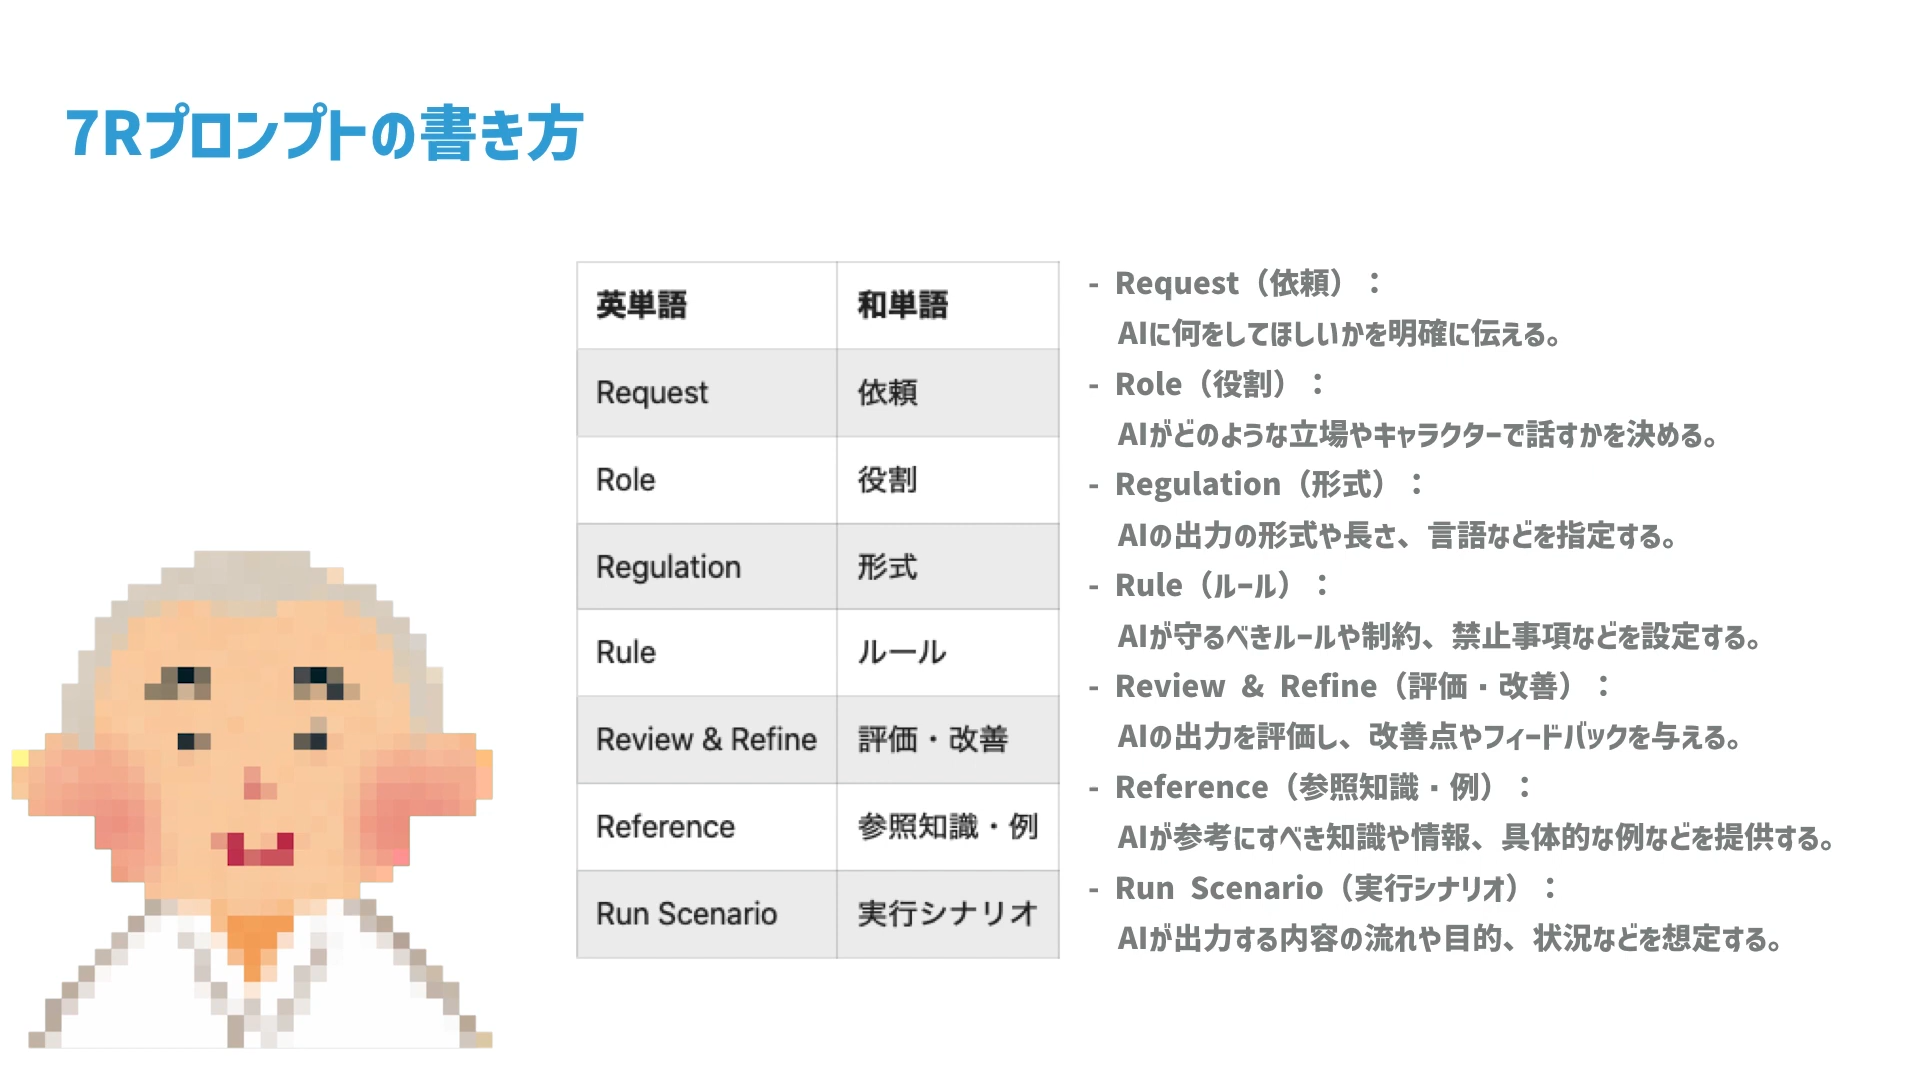 7Rプロンプトの書き方
英単語 和単語
Request 依頼
Role 役割
Regulation 形式
Rule ルール
Review & Refine 評価・改善
Reference 参照知識・例
Run Scenario 実行シナリオ
- Request（依頼）：
AIに何をしてほしいかを明確に伝える。
- Role（役割）：
AIがどのような立場やキャラクターで話すかを決める。
- Regulation（形式）：
AIの出力の形式や長さ、言語などを指定する。
- Rule（ルール）：
AIが守るべきルールや制約、禁止事項などを設定する。
- Review & Refine（評価・改善）：
AIの出力を評価し、改善点やフィードバックを与える。
- Reference（参照知識・例）：
AIが参考にすべき知識や情報、具体的な例などを提供する。
- Run Scenario（実行シナリオ）：
AIが出力する内容の流れや目的、状況などを想定する。